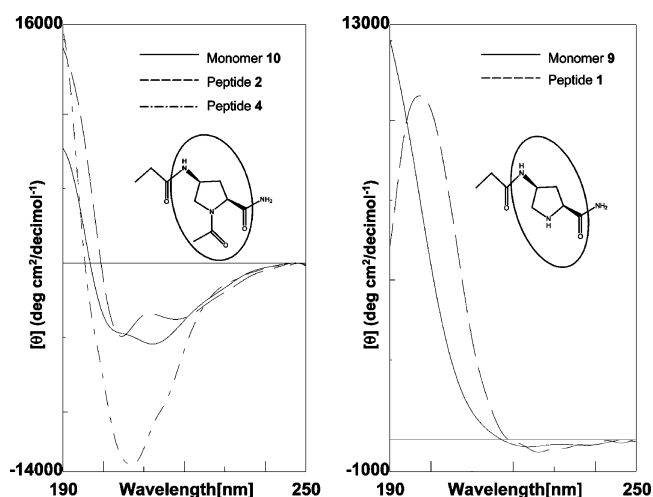 16000
[θ] (deg cm²/decimol⁻¹)
-14000
190
Wavelength[nm]
250
Monomer 10
Peptide 2
Peptide 4
H
N
O
N
O
NH₂
O
13000
[θ] (deg cm²/decimol⁻¹)
-1000
190
Wavelength[nm]
250
Monomer 9
Peptide 1
H
N
O
N
H
O
NH₂